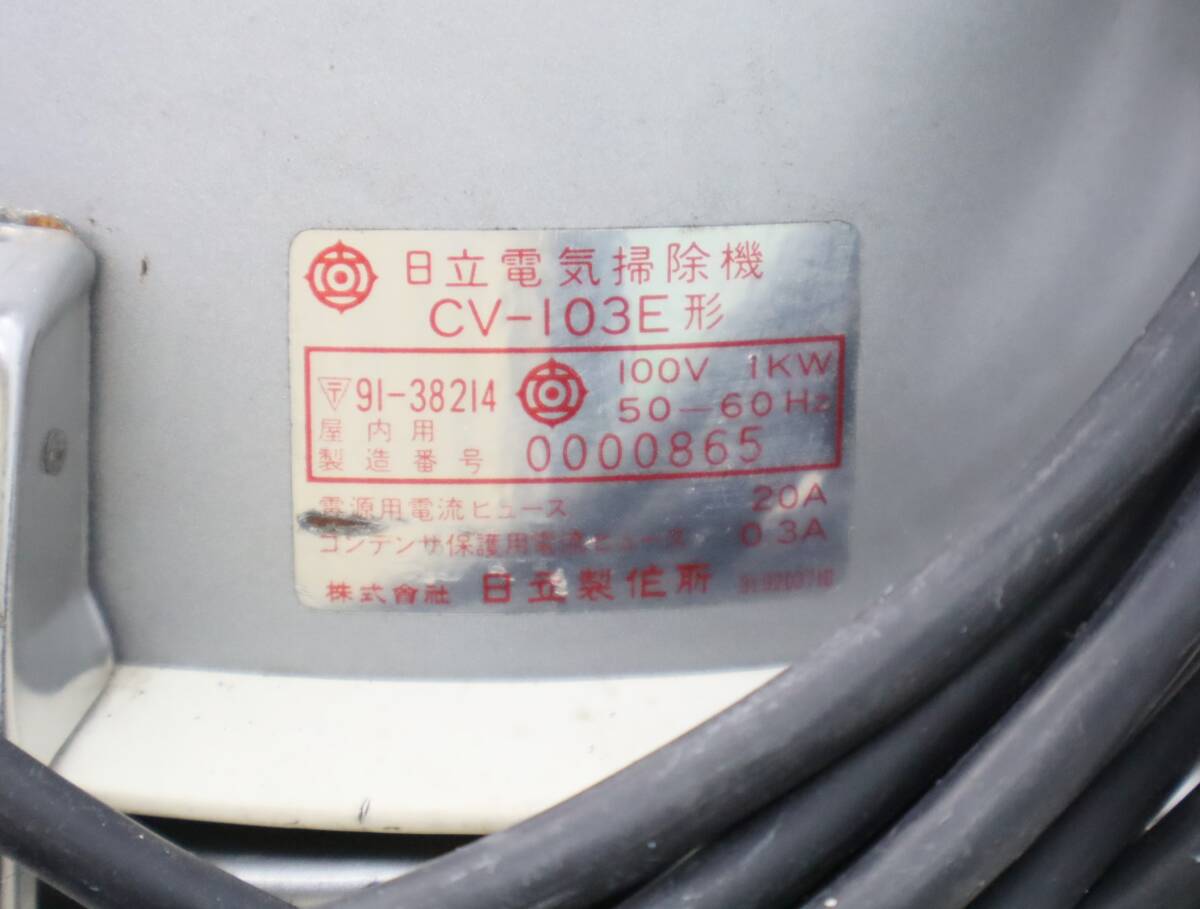 日立電気掃除機
CV-103E形
〒91-38214
100V 1KW
50-60Hz
屋内用
製造番号 0000865
電源用電流ヒューズ 20A
コンデンサ保護用電流ヒューズ 0.3A
株式會社 日立製作所